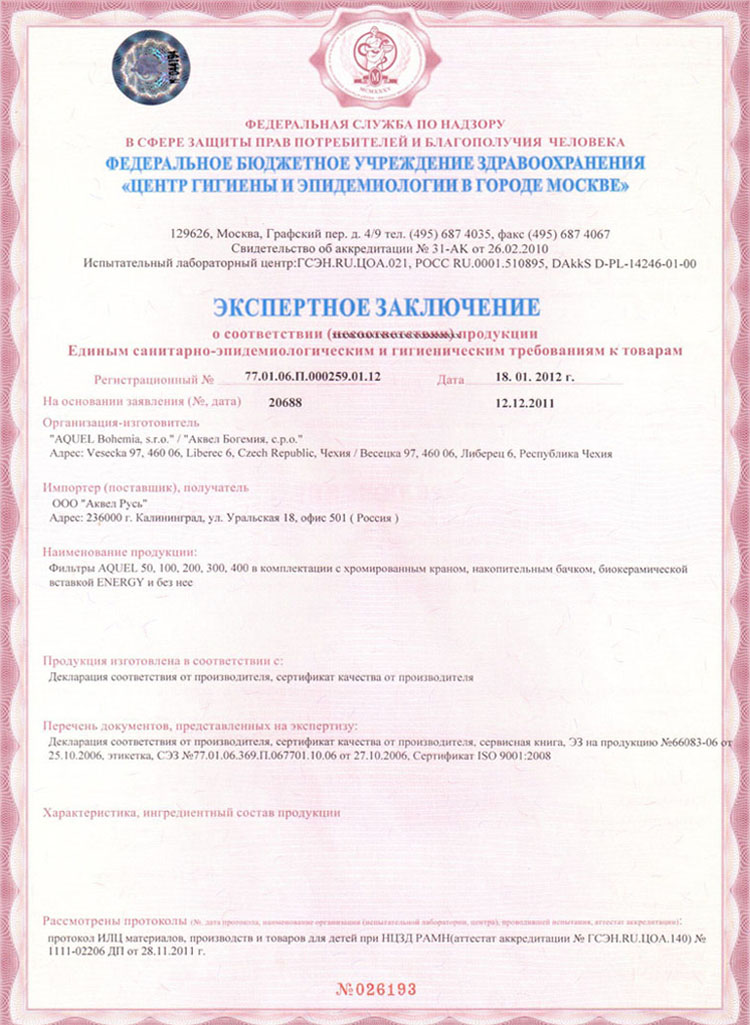 № 044194
MCMXXXV
ФЕДЕРАЛЬНАЯ СЛУЖБА ПО НАДЗОРУ
В СФЕРЕ ЗАЩИТЫ ПРАВ ПОТРЕБИТЕЛЕЙ И БЛАГОПОЛУЧИЯ ЧЕЛОВЕКА
ФЕДЕРАЛЬНОЕ БЮДЖЕТНОЕ УЧРЕЖДЕНИЕ ЗДРАВООХРАНЕНИЯ
«ЦЕНТР ГИГИЕНЫ И ЭПИДЕМИОЛОГИИ В ГОРОДЕ МОСКВЕ»
129626, Москва, Графский пер. д. 4/9 тел. (495) 687 4035, факс (495) 687 4067
Свидетельство об аккредитации № 31-АК от 26.02.2010
Испытательный лабораторный центр:ГСЭН.RU.ЦОА.021, РОСС RU.0001.510895, DAkkS D-PL-14246-01-00
ЭКСПЕРТНОЕ ЗАКЛЮЧЕНИЕ
о соответствии (несоответствии) продукции
Единым санитарно-эпидемиологическим и гигиеническим требованиям к товарам
Регистрационный № 77.01.06.П.000259.01.12 Дата 18. 01. 2012 г.
На основании заявления (№, дата) 20688 12.12.2011
Организация-изготовитель
"AQUEL Bohemia, s.r.o." / "Аквел Богемия, с.р.о."
Адрес: Vesecka 97, 460 06, Liberec 6, Czech Republic, Чехия / Весецка 97, 460 06, Либерец 6, Республика Чехия
Импортер (поставщик), получатель
ООО "Аквел Русь"
Адрес: 236000 г. Калининград, ул. Уральская 18, офис 501 ( Россия )
Наименование продукции:
Фильтры AQUEL 50, 100, 200, 300, 400 в комплектации с хромированным краном, накопительным бачком, биокерамической
вставкой ENERGY и без нее
Продукция изготовлена в соответствии с:
Декларация соответствия от производителя, сертификат качества от производителя
Перечень документов, представленных на экспертизу:
Декларация соответствия от производителя, сертификат качества от производителя, сервисная книга, ЭЗ на продукцию №66083-06 от
25.10.2006, этикетка, СЭЗ №77.01.06.369.П.067701.10.06 от 27.10.2006, Сертификат ISO 9001:2008
Характеристика, ингредиентный состав продукции
Рассмотрены протоколы (№, дата протокола, наименование организации (испытательной лаборатории, центра), проводившей испытания, аттестат аккредитации):
протокол ИЛЦ материалов, производств и товаров для детей при НЦЗД РАМН(аттестат аккредитации № ГСЭН.RU.ЦОА.140) №
1111-02206 ДП от 28.11.2011 г.
№026193